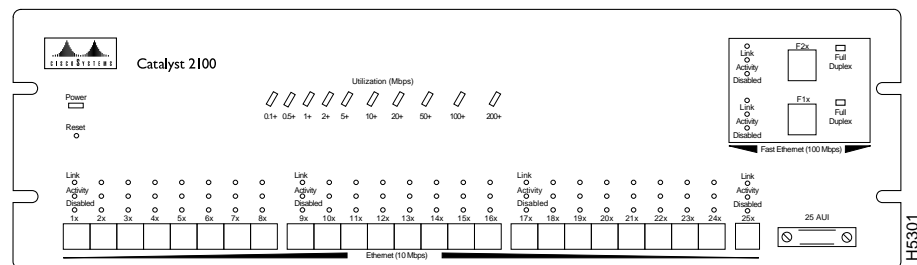 CISCOSYSTEMS
Catalyst 2100
Power
Reset
Utilization (Mbps)
0.1+ 0.5+ 1+ 2+ 5+ 10+ 20+ 50+ 100+ 200+
Link
Activity
Disabled
F2x
Full
Duplex
Link
Activity
Disabled
F1x
Full
Duplex
Fast Ethernet (100 Mbps)
Link
Activity
Disabled
1x 2x 3x 4x 5x 6x 7x 8x
Link
Activity
Disabled
9x 10x 11x 12x 13x 14x 15x 16x
Link
Activity
Disabled
17x 18x 19x 20x 21x 22x 23x 24x
Link
Activity
Disabled
25x
25 AUI
Ethernet (10 Mbps)
H5301